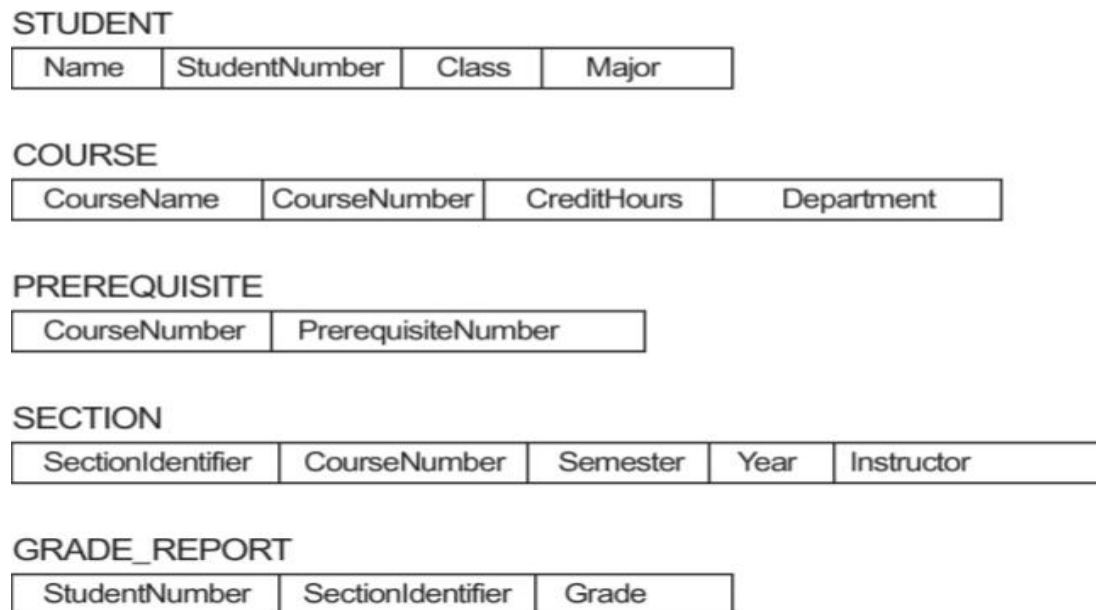 STUDENT
Name StudentNumber Class Major
COURSE
CourseName CourseNumber CreditHours Department
PREREQUISITE
CourseNumber PrerequisiteNumber
SECTION
SectionIdentifier CourseNumber Semester Year Instructor
GRADE_REPORT
StudentNumber SectionIdentifier Grade